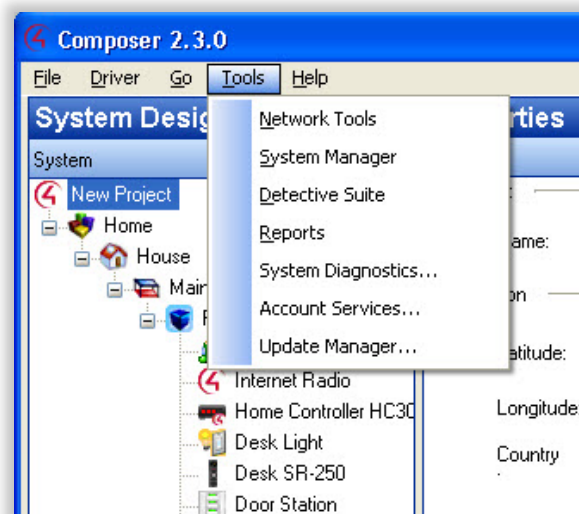 Composer 2.3.0
File Driver Go Tools Help
System Desig
rties
System
Network Tools
System Manager
Detective Suite
Reports
System Diagnostics...
Account Services...
Update Manager...
New Project
Home
House
Main
Internet Radio
Home Controller HC30
Desk Light
Desk SR-250
Door Station
ame:
on
atitude:
Longitude:
Country